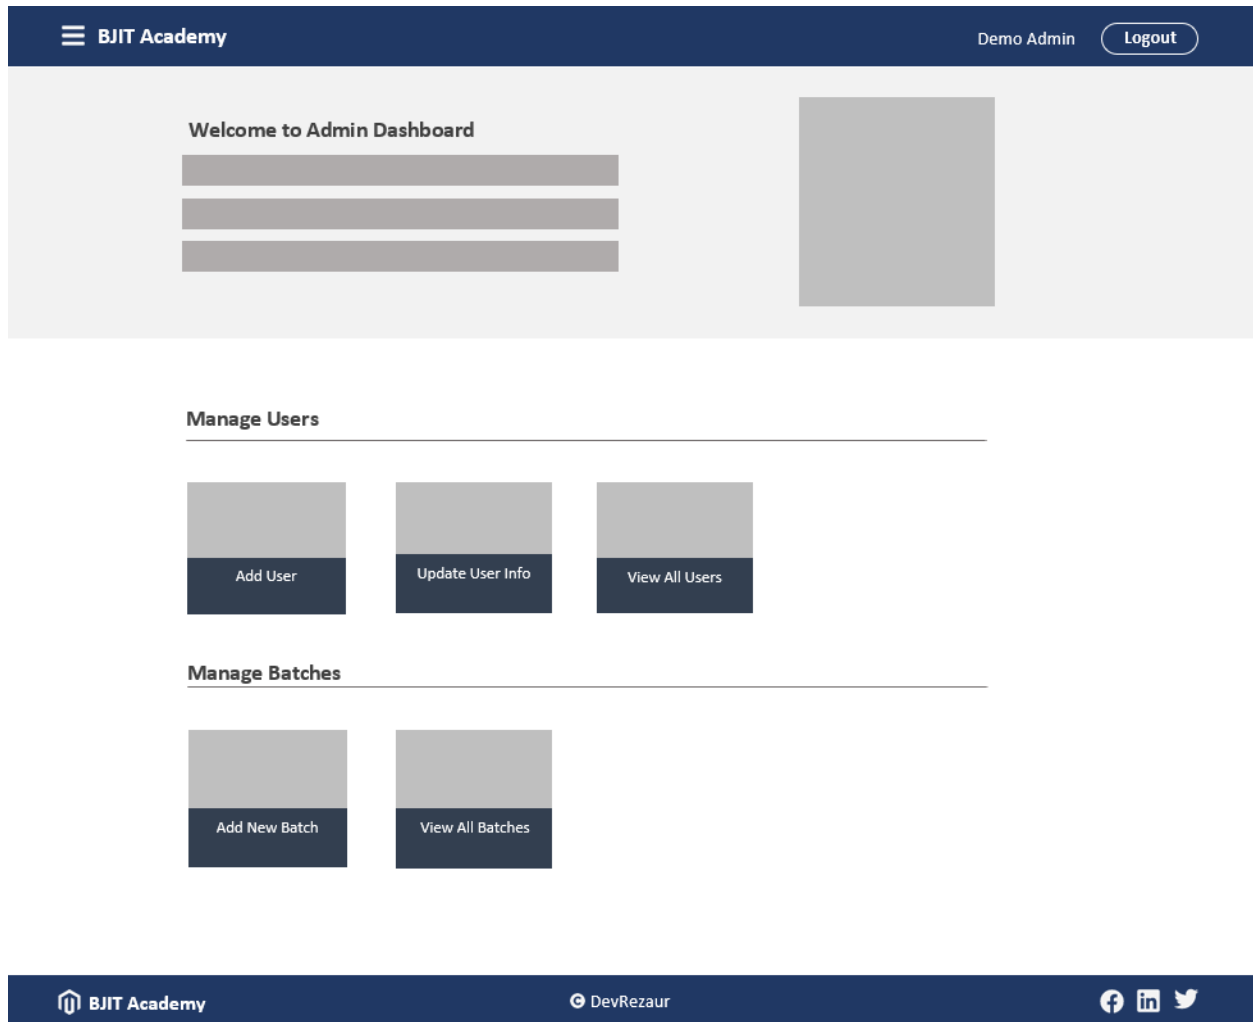 BJIT Academy
Demo Admin
Logout
Welcome to Admin Dashboard
Manage Users
Add User
Update User Info
View All Users
Manage Batches
Add New Batch
View All Batches
BJIT Academy
© DevRezaur